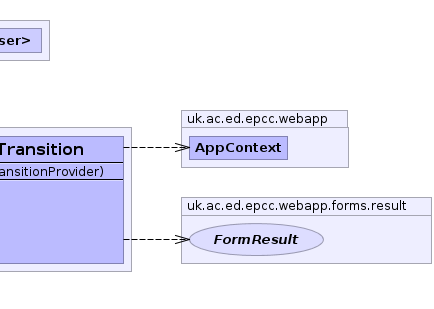 ser>
uk.ac.ed.epcc.webapp
AppContext
Transition
ansitionProvider)
uk.ac.ed.epcc.webapp.forms.result
FormResult